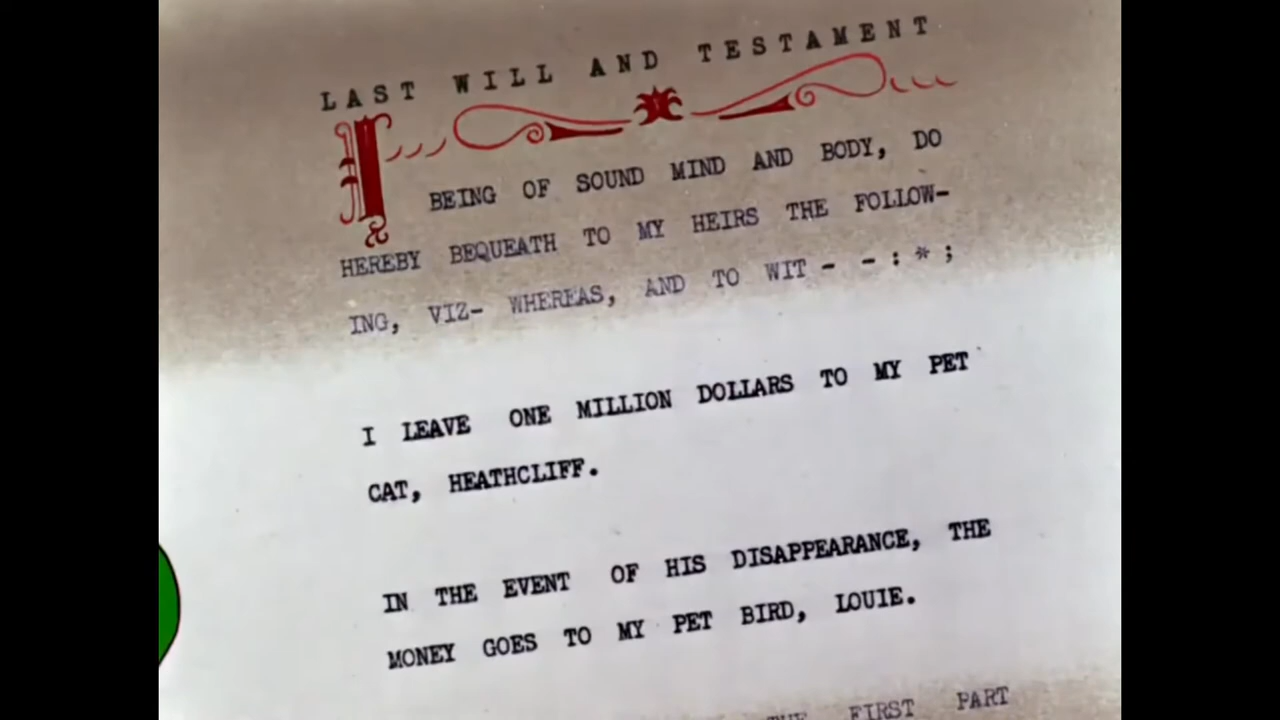 LAST WILL AND TESTAMENT
I BEING OF SOUND MIND AND BODY, DO
HEREBY BEQUEATH TO MY HEIRS THE FOLLOW-
ING, VIZ- WHEREAS, AND TO WIT - - : * ;
I LEAVE ONE MILLION DOLLARS TO MY PET
CAT, HEATHCLIFF.
IN THE EVENT OF HIS DISAPPEARANCE, THE
MONEY GOES TO MY PET BIRD, LOUIE.
THE FIRST PART